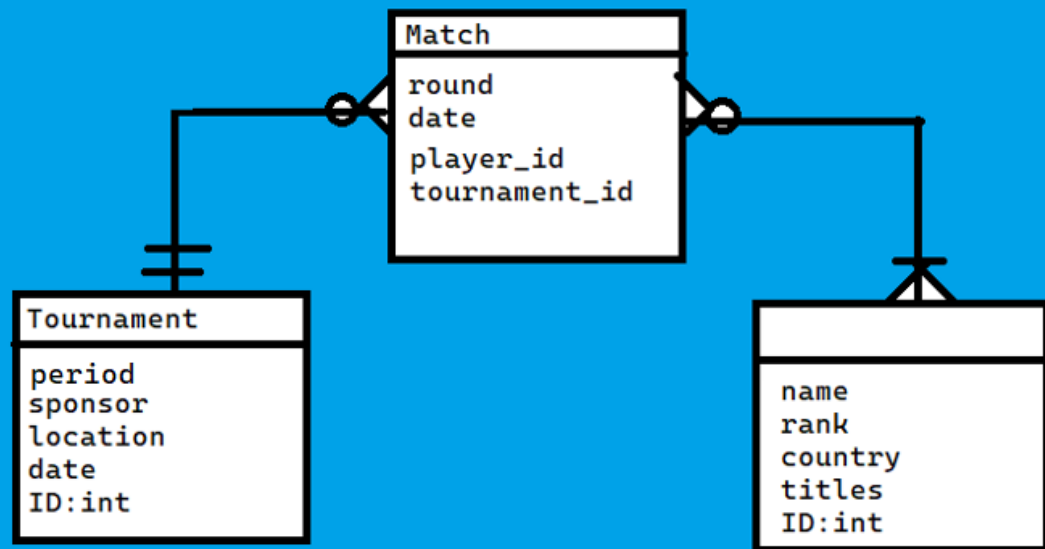 Match
round
date
player_id
tournament_id
Tournament
period
sponsor
location
date
ID:int
name
rank
country
titles
ID:int